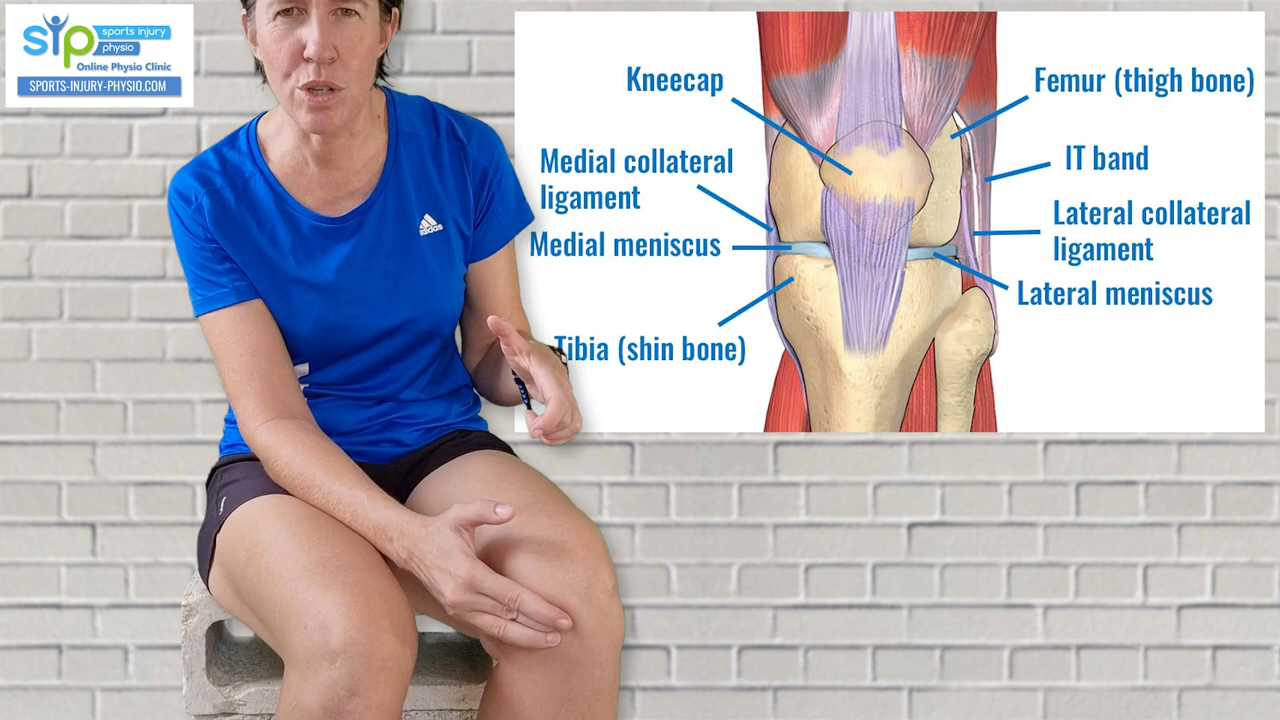 sip
sports injury
physio
Online Physio Clinic
SPORTS-INJURY-PHYSIO.COM
Kneecap
Femur (thigh bone)
Medial collateral
ligament
IT band
Lateral collateral
ligament
Medial meniscus
Lateral meniscus
Tibia (shin bone)
adidas